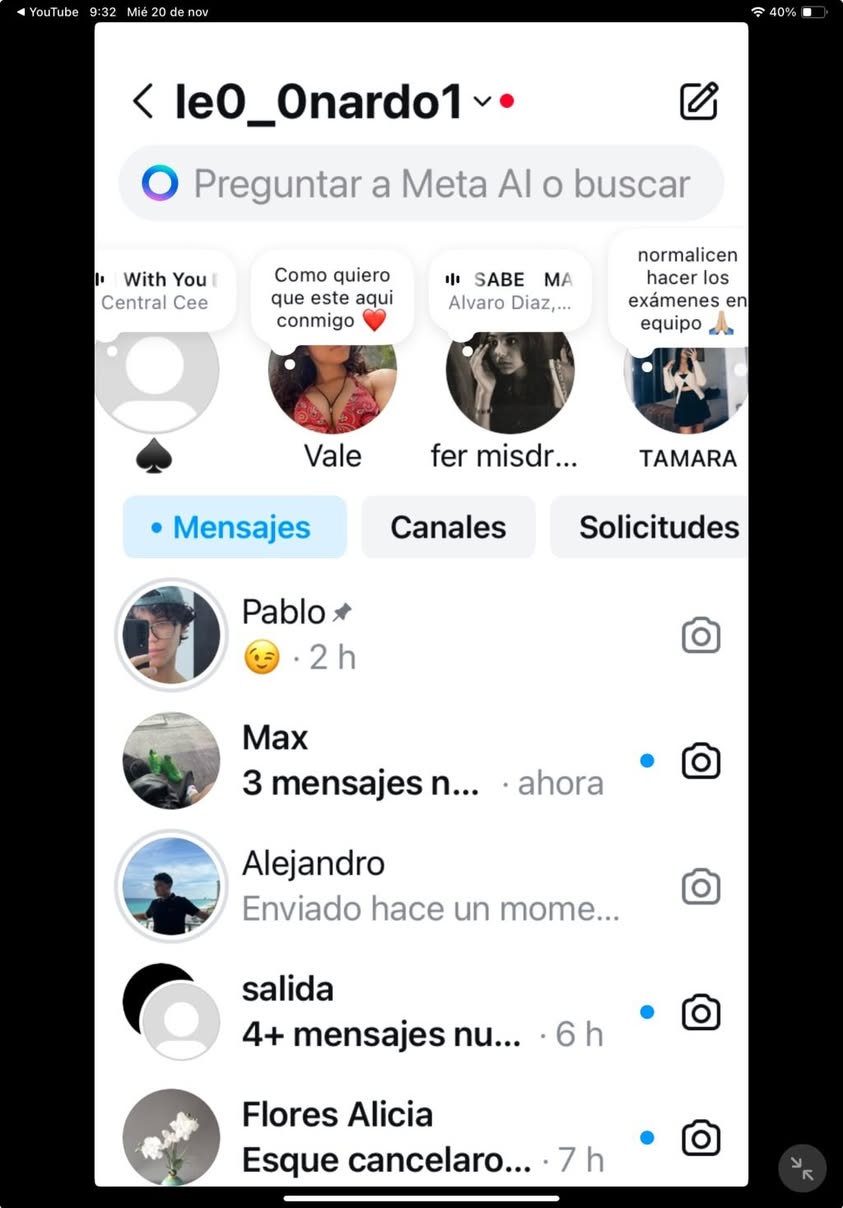 ◀ YouTube 9:32 Mié 20 de nov 40%
le0_0nardo1
Preguntar a Meta AI o buscar
With You
Central Cee
Como quiero
que este aqui
conmigo ❤️
SABE MA
Alvaro Diaz,...
normalicen
hacer los
exámenes en
equipo 🙏🏼
♠️
Vale
fer misdr...
TAMARA
• Mensajes
Canales
Solicitudes
Pablo
😉 · 2 h
Max
3 mensajes n... · ahora
Alejandro
Enviado hace un mome...
salida
4+ mensajes nu... · 6 h
Flores Alicia
Esque cancelaro... · 7 h